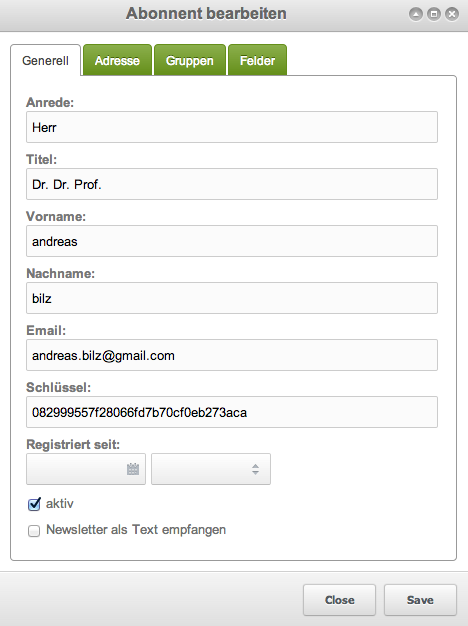 Abonnent bearbeiten
Generell Adresse Gruppen Felder
Anrede:
Herr
Titel:
Dr. Dr. Prof.
Vorname:
andreas
Nachname:
bilz
Email:
andreas.bilz@gmail.com
Schlüssel:
082999557f28066fd7b70cf0eb273aca
Registriert seit:
aktiv
Newsletter als Text empfangen
Close Save